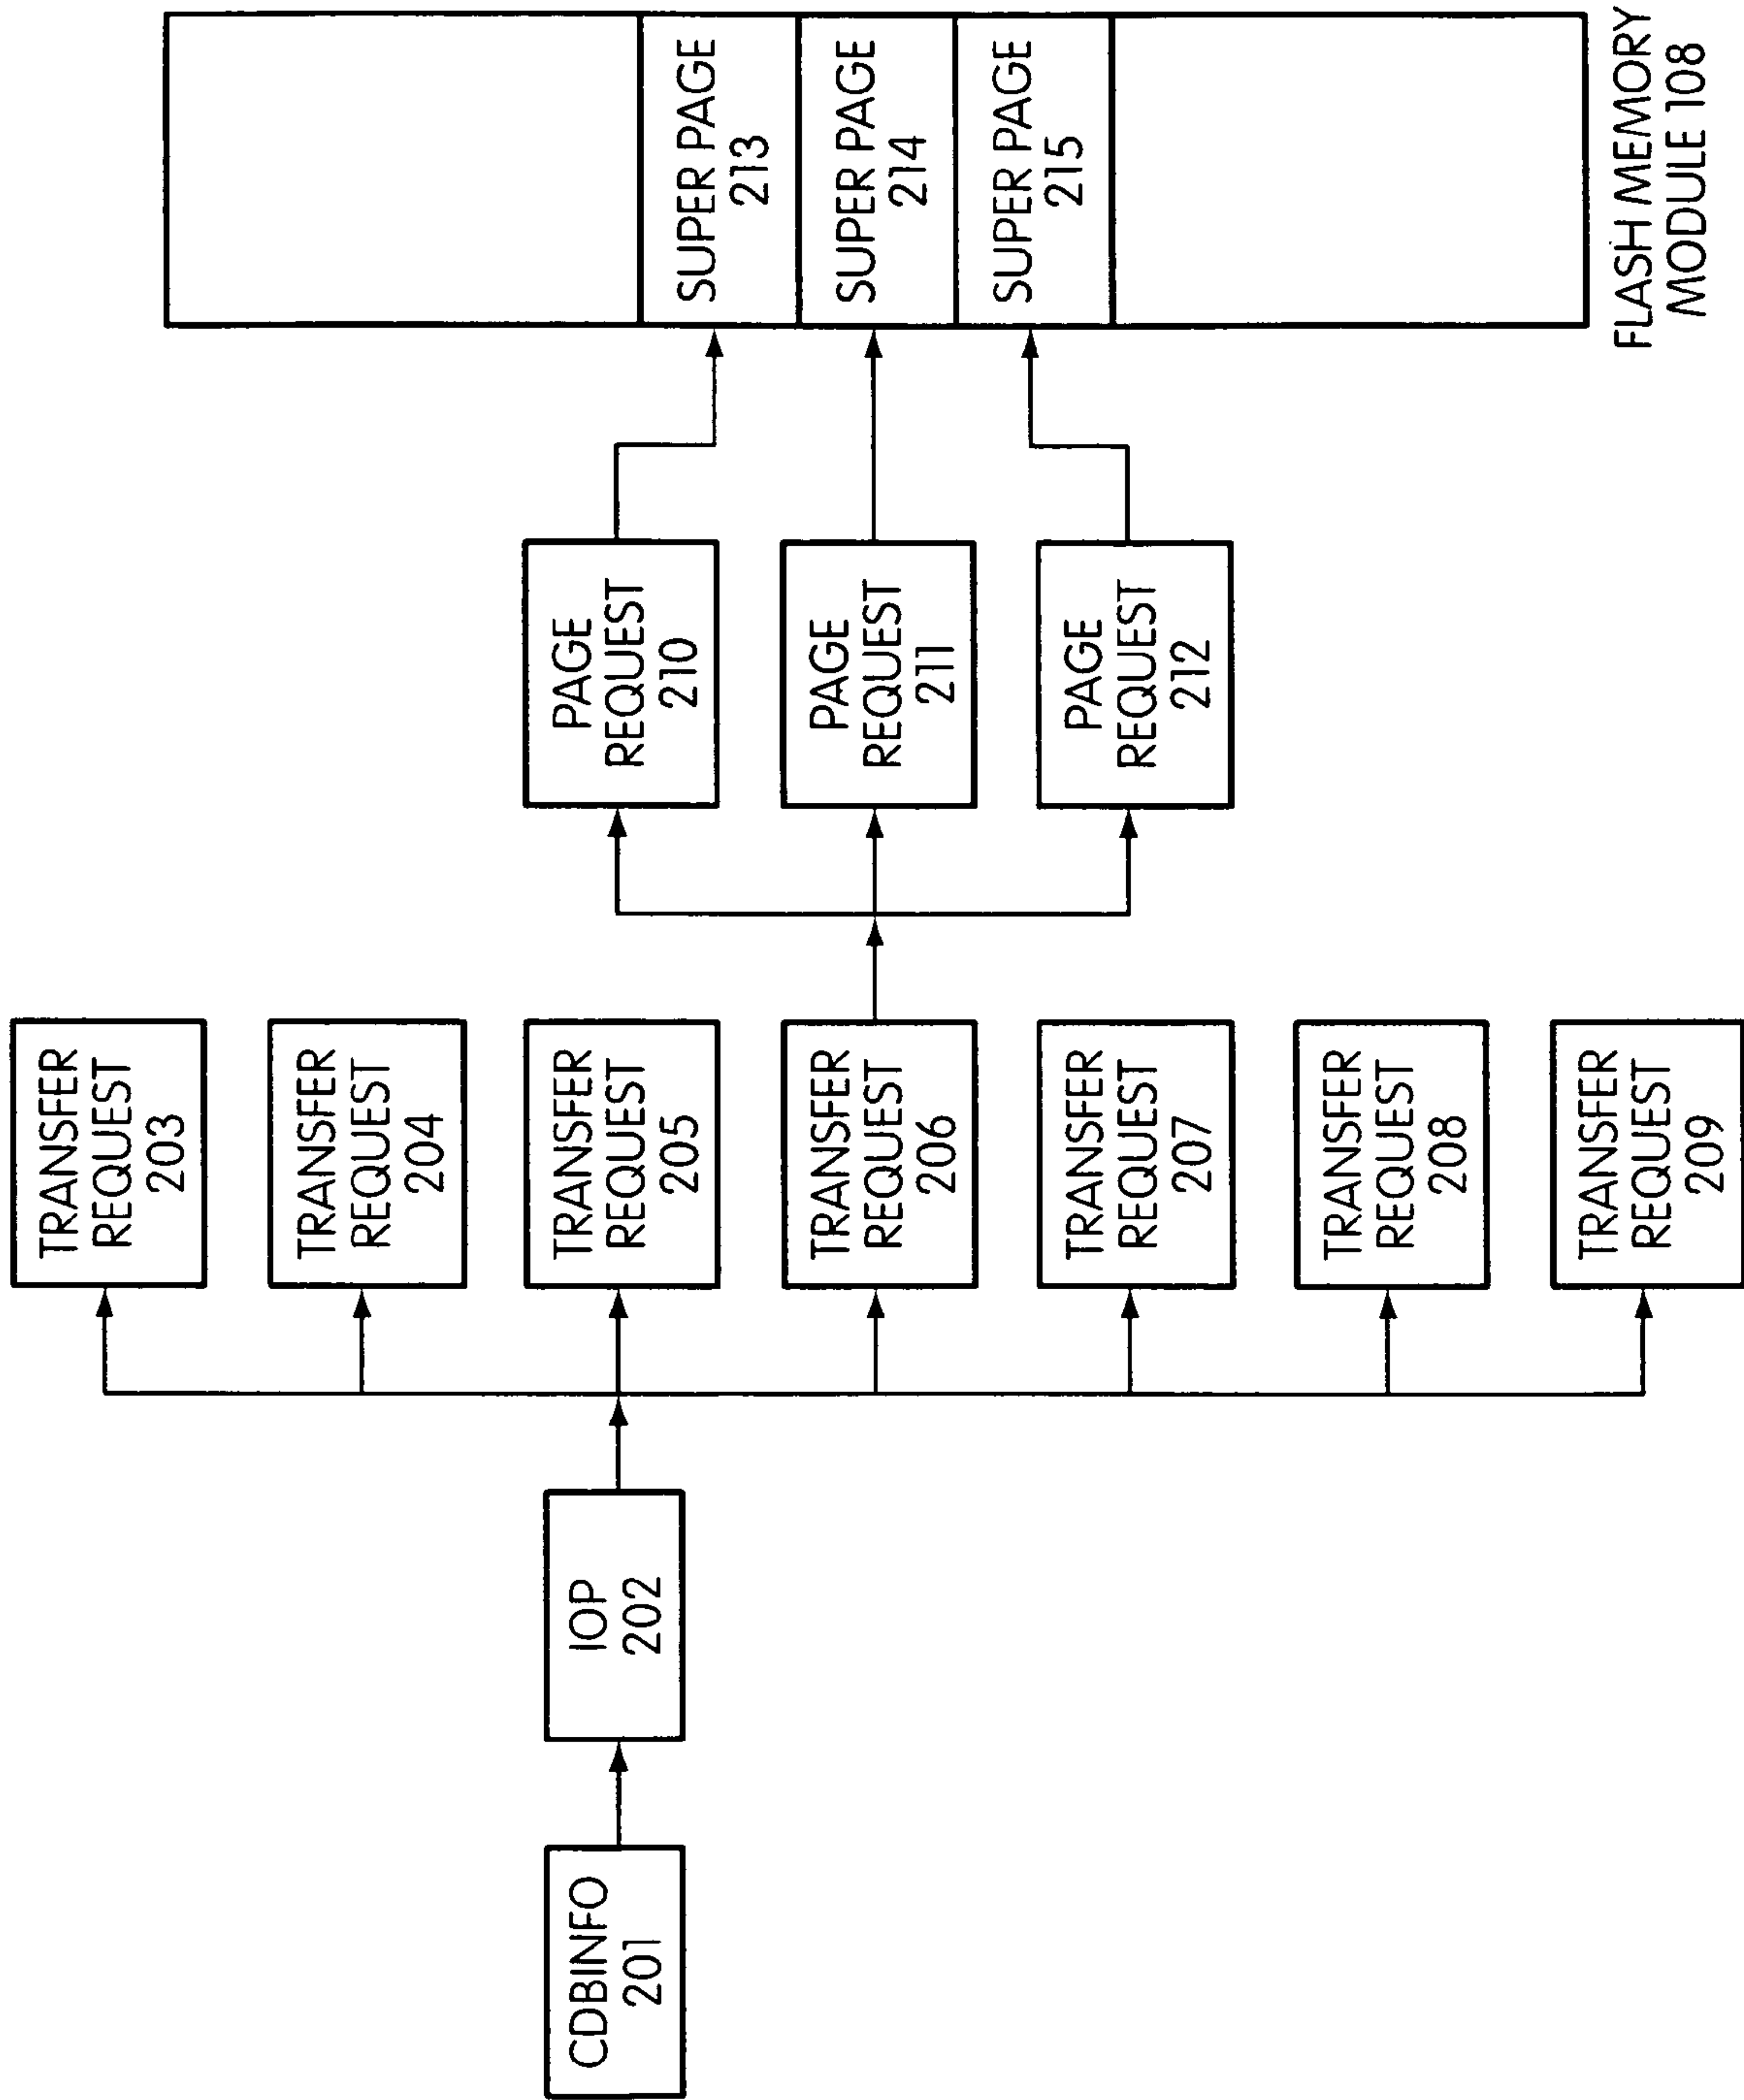 CDBINFO
201
IOP
202
TRANSFER
REQUEST
203
TRANSFER
REQUEST
204
TRANSFER
REQUEST
205
TRANSFER
REQUEST
206
TRANSFER
REQUEST
207
TRANSFER
REQUEST
208
TRANSFER
REQUEST
209
PAGE
REQUEST
210
PAGE
REQUEST
211
PAGE
REQUEST
212
SUPER PAGE
213
SUPER PAGE
214
SUPER PAGE
215
FLASH MEMORY
MODULE 108